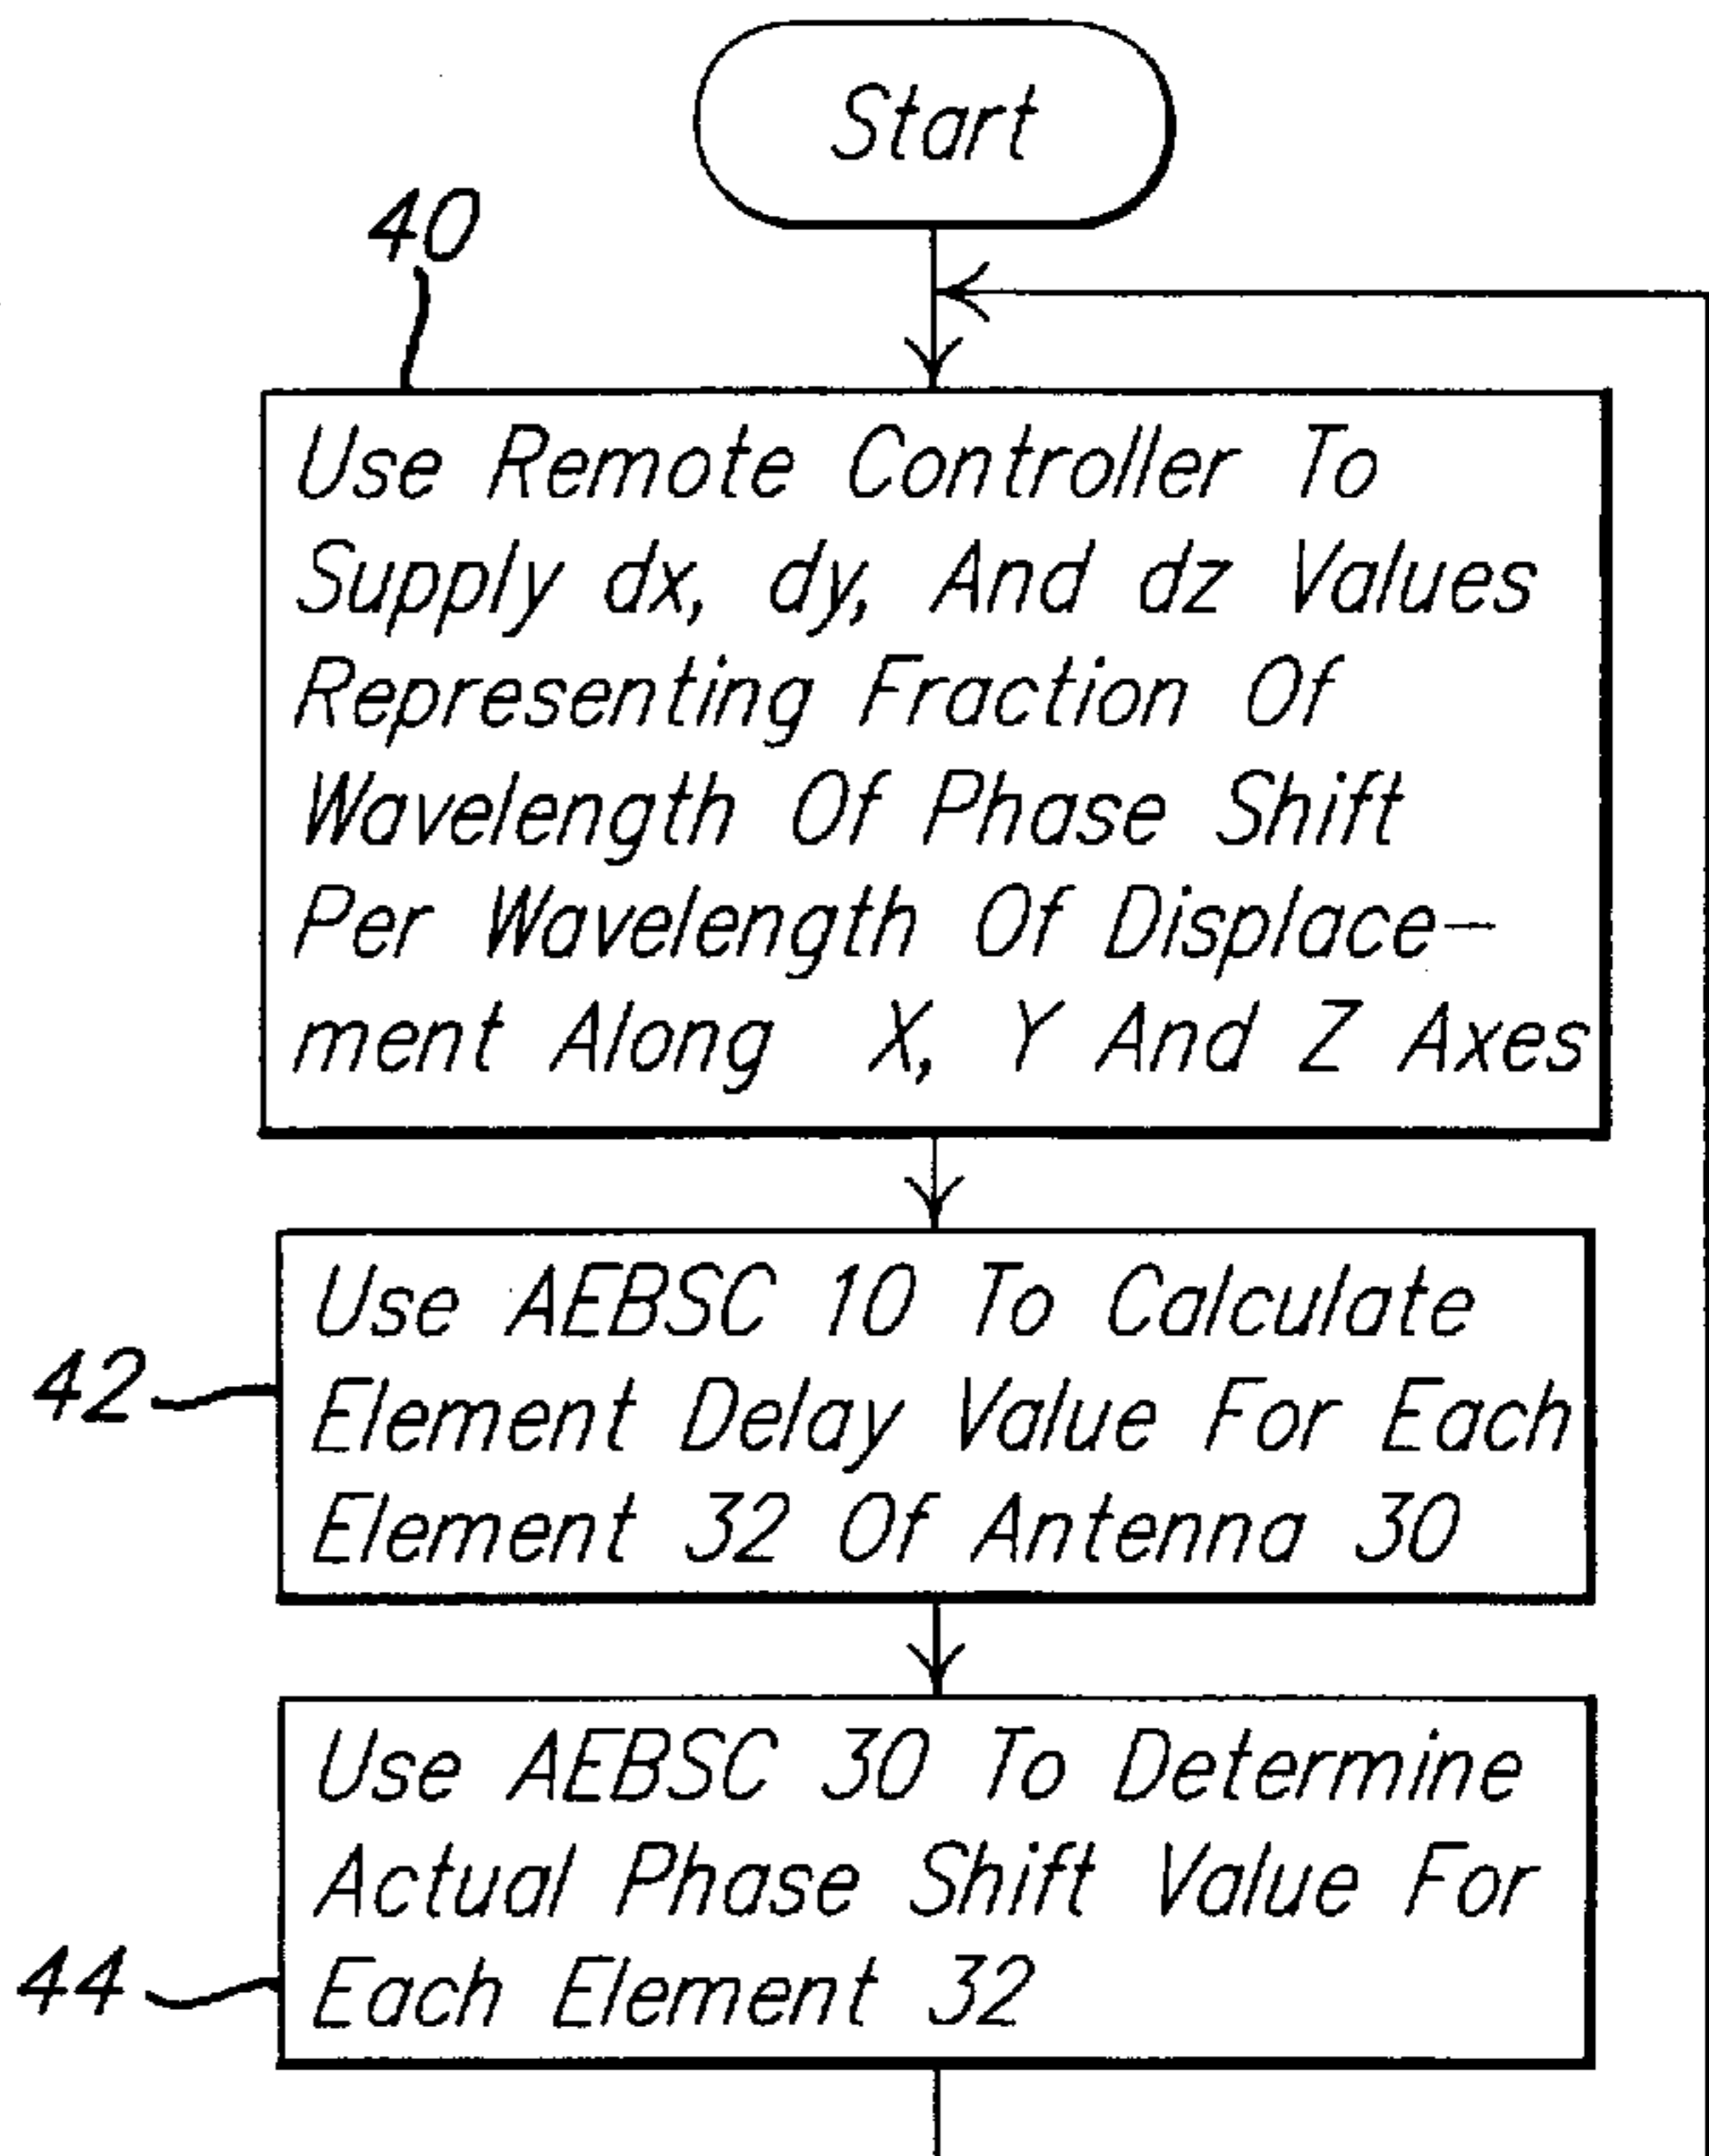 Start
40
Use Remote Controller To
Supply dx, dy, And dz Values
Representing Fraction Of
Wavelength Of Phase Shift
Per Wavelength Of Displace-
ment Along X, Y And Z Axes
42
Use AEBSC 10 To Calculate
Element Delay Value For Each
Element 32 Of Antenna 30
44
Use AEBSC 30 To Determine
Actual Phase Shift Value For
Each Element 32